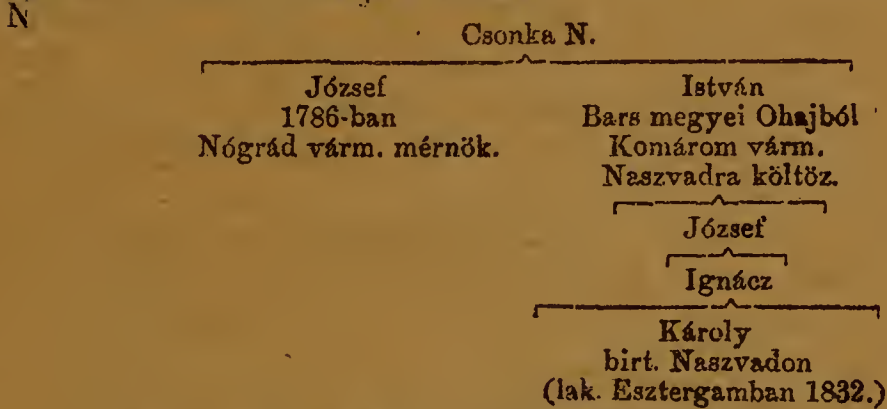 N
Csonka N.
József
1786-ban
Nógrád várm. mérnök.
István
Bars megyei Ohajból
Komárom várm.
Naszvadra költöz.
József
Ignácz
Károly
birt. Naszvadon
(lak. Esztergamban 1832.)